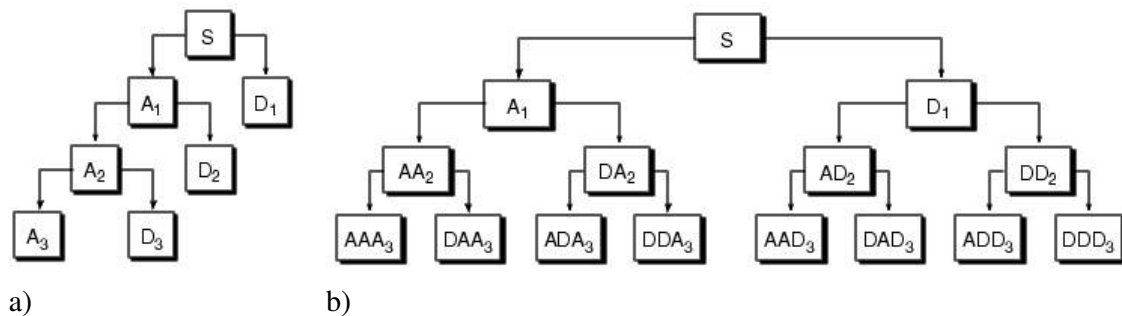 S S
A₁ D₁ A₁ D₁
A₂ D₂ AA₂ DA₂ AD₂ DD₂
A₃ D₃ AAA₃ DAA₃ ADA₃ DDA₃ AAD₃ DAD₃ ADD₃ DDD₃
a) b)